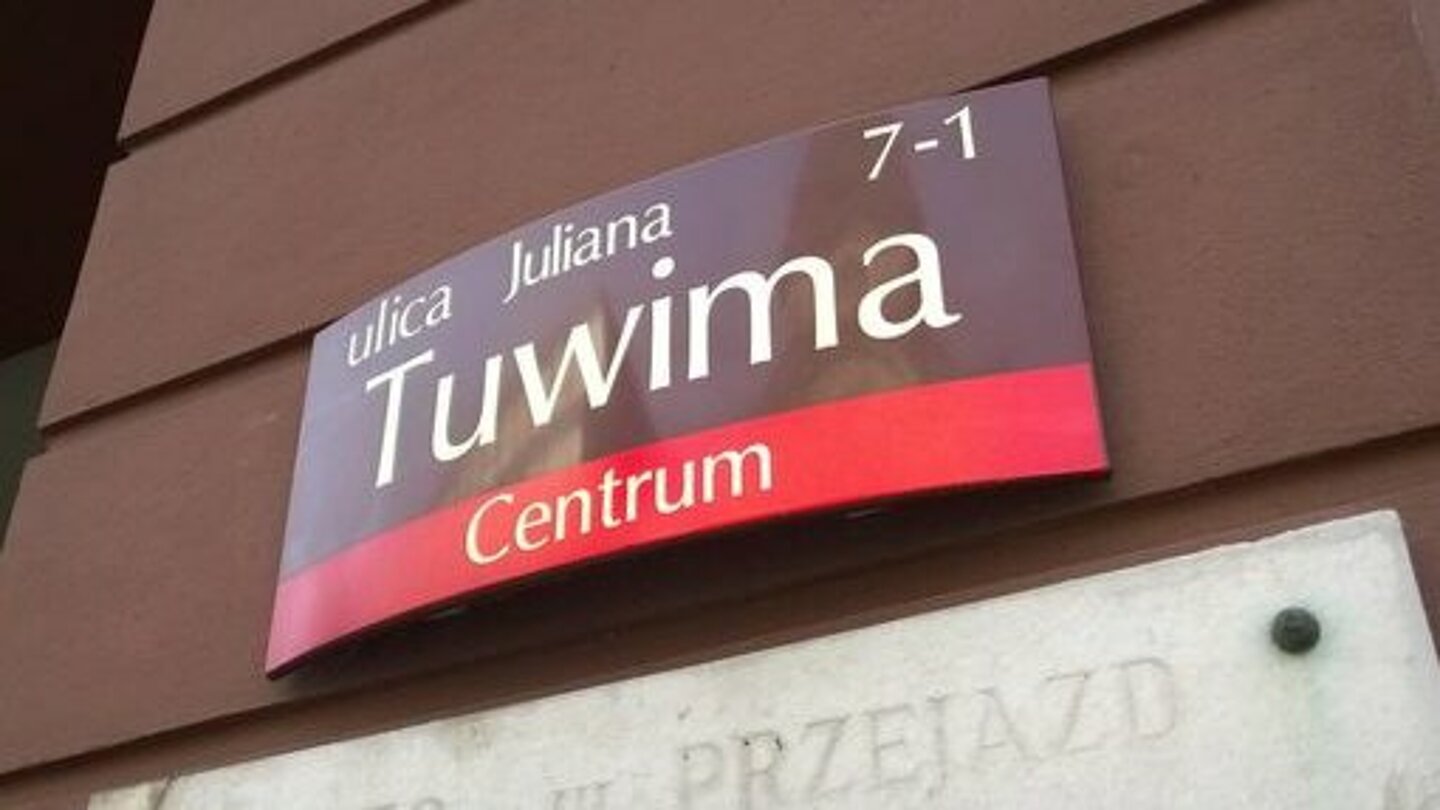 7-1
ulica Juliana
Tuwima
Centrum
PRZEJAZD